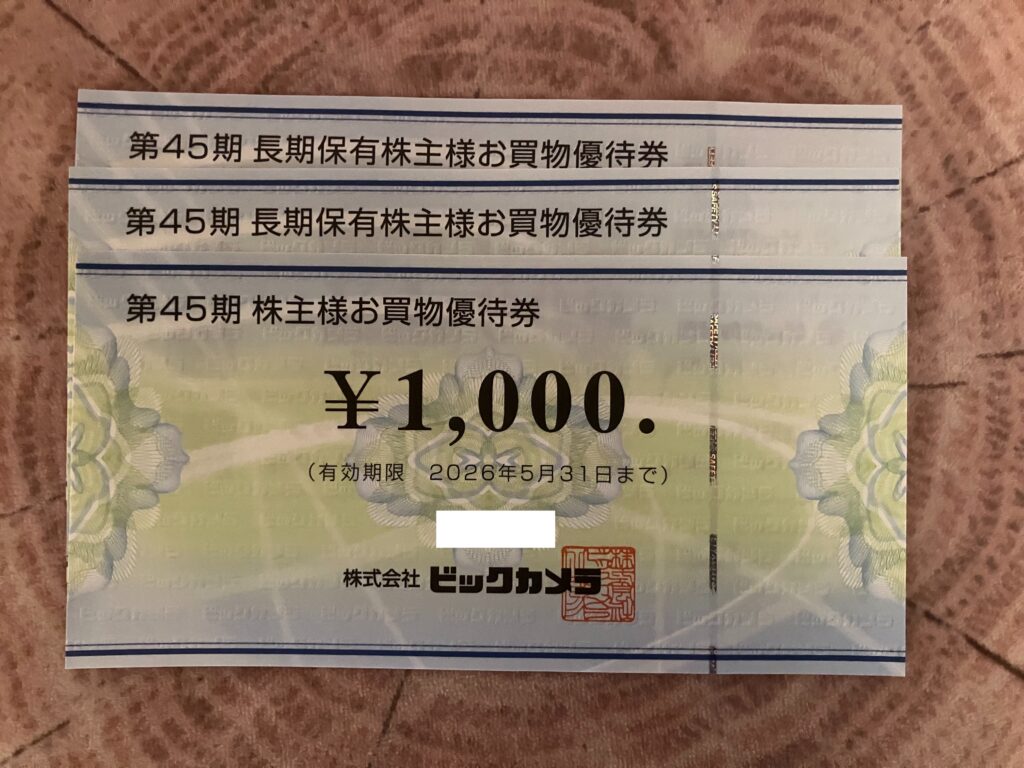 第45期 長期保有株主様お買物優待券
第45期 長期保有株主様お買物優待券
第45期 株主様お買物優待券
¥1,000.
(有効期限 2026年5月31日まで)
株式会社 ビックカメラ